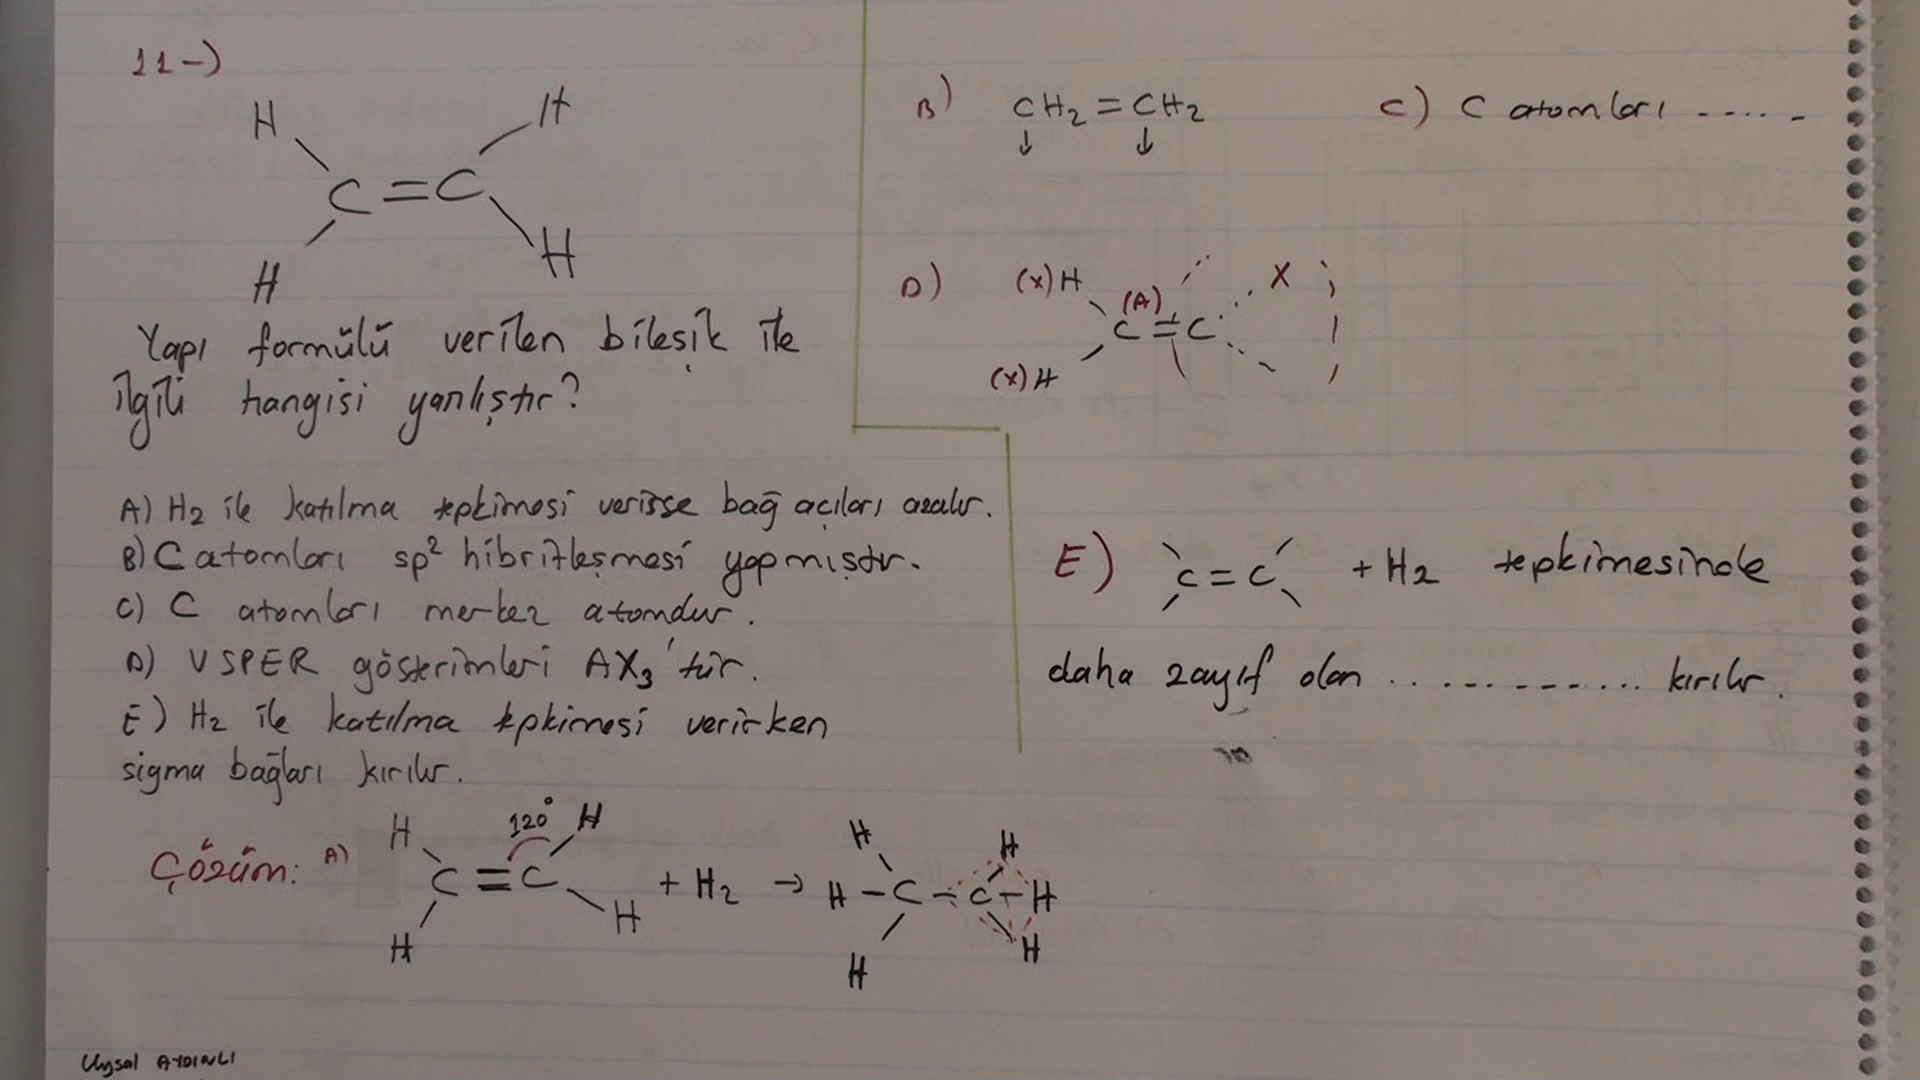 11-)
H H
C=C
H H
Yapı formülü verilen bileşik ile
ilgili hangisi yanlıştır?
A) H2 ile katılma tepkimesi verirse bağ açıları azalır.
B) C atomları sp² hibritleşmesi yapmıştır.
C) C atomları merkez atomdur.
D) VSPER gösterimleri AX3'tür.
E) H2 ile katılma tepkimesi verirken
sigma bağları kırılır.
Çözüm: A)
H 120° H
C=C + H2 → H-C-C-H
H H
H H
H H
B) CH2=CH2
↓ ↓
C) C atomları .....
D) (x)H (A) X
C=C
(x)H
E) C=C + H2 tepkimesinde
daha zayıf olan ............ kırılır.
Uysal AYDINLI